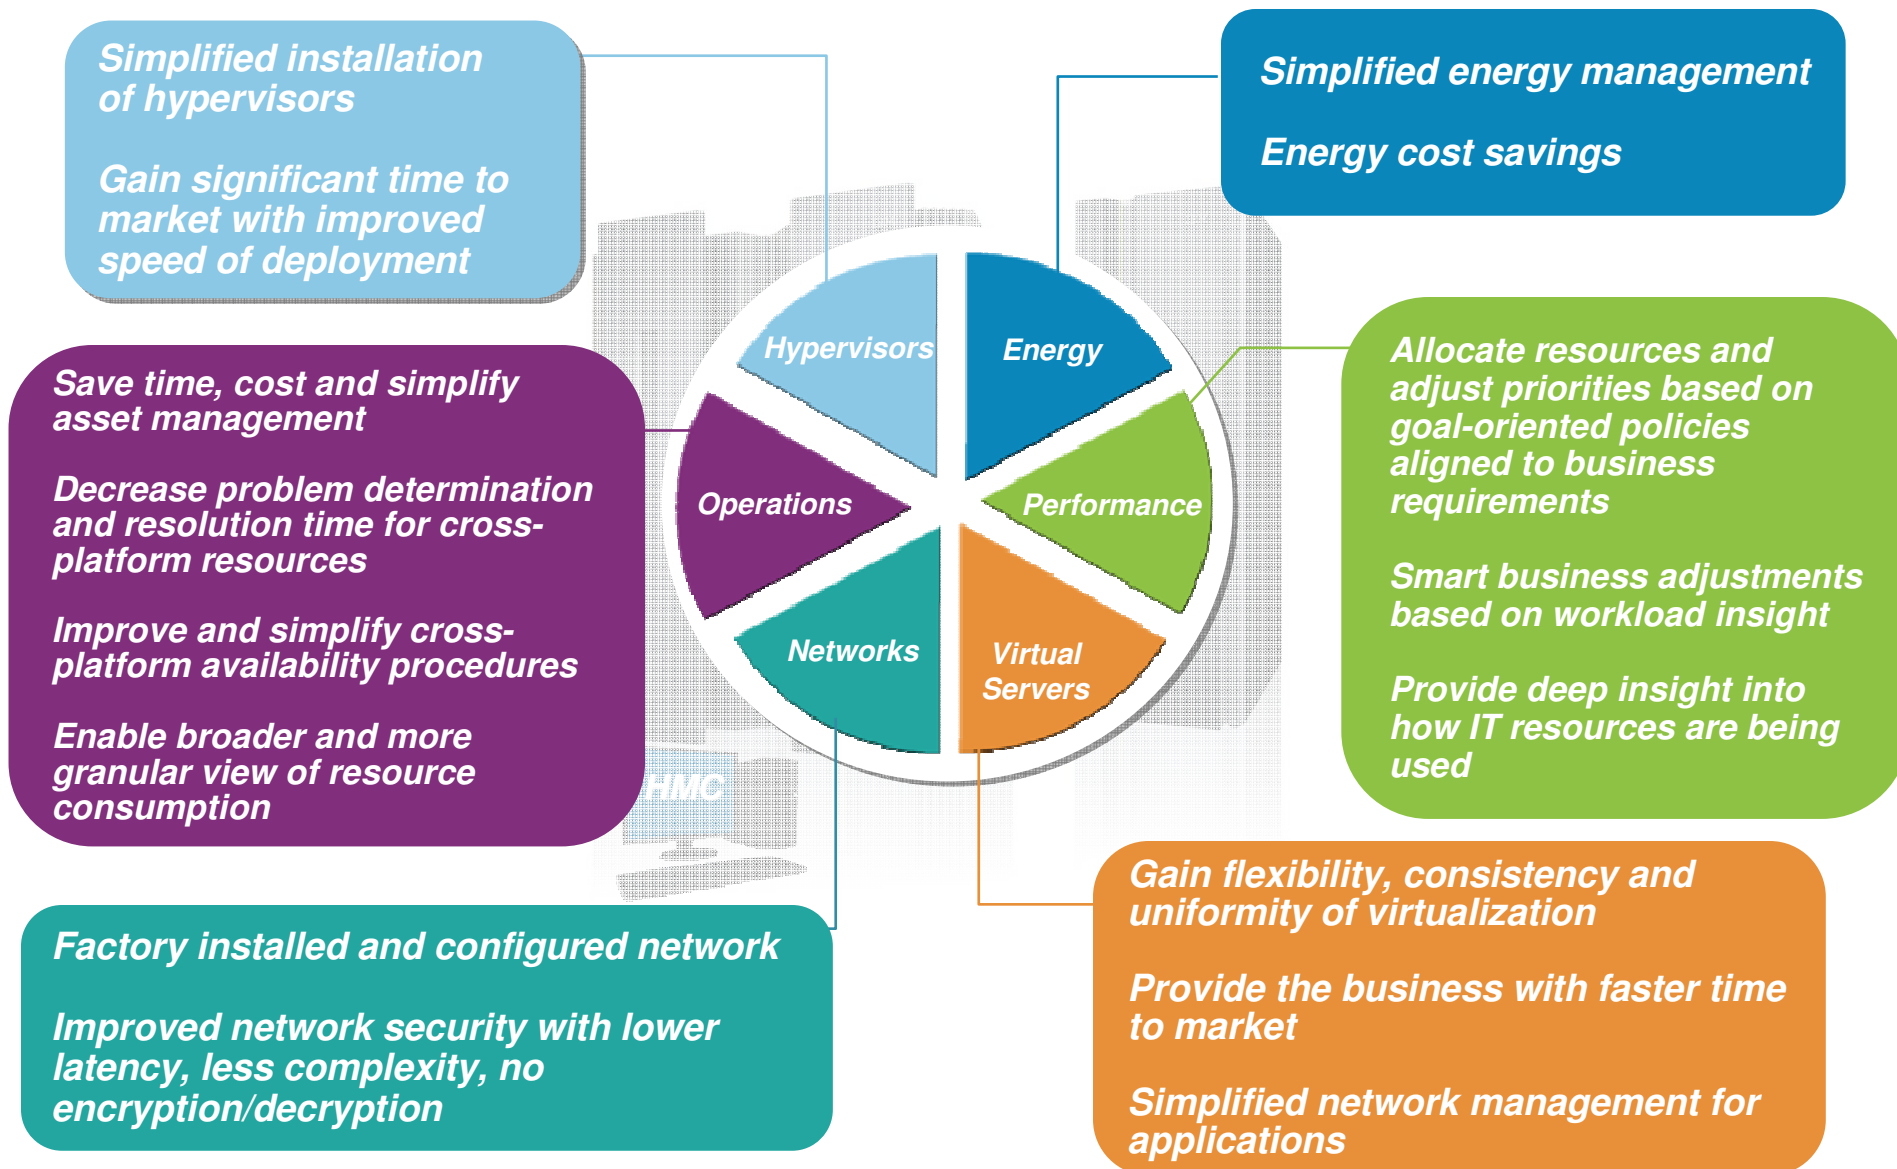 Simplified installation
of hypervisors
Gain significant time to
market with improved
speed of deployment
Simplified energy management
Energy cost savings
Hypervisors
Energy
Operations
Performance
Networks
Virtual
Servers
Save time, cost and simplify
asset management
Decrease problem determination
and resolution time for cross-
platform resources
Improve and simplify cross-
platform availability procedures
Enable broader and more
granular view of resource
consumption
Allocate resources and
adjust priorities based on
goal-oriented policies
aligned to business
requirements
Smart business adjustments
based on workload insight
Provide deep insight into
how IT resources are being
used
HMC
Factory installed and configured network
Improved network security with lower
latency, less complexity, no
encryption/decryption
Gain flexibility, consistency and
uniformity of virtualization
Provide the business with faster time
to market
Simplified network management for
applications